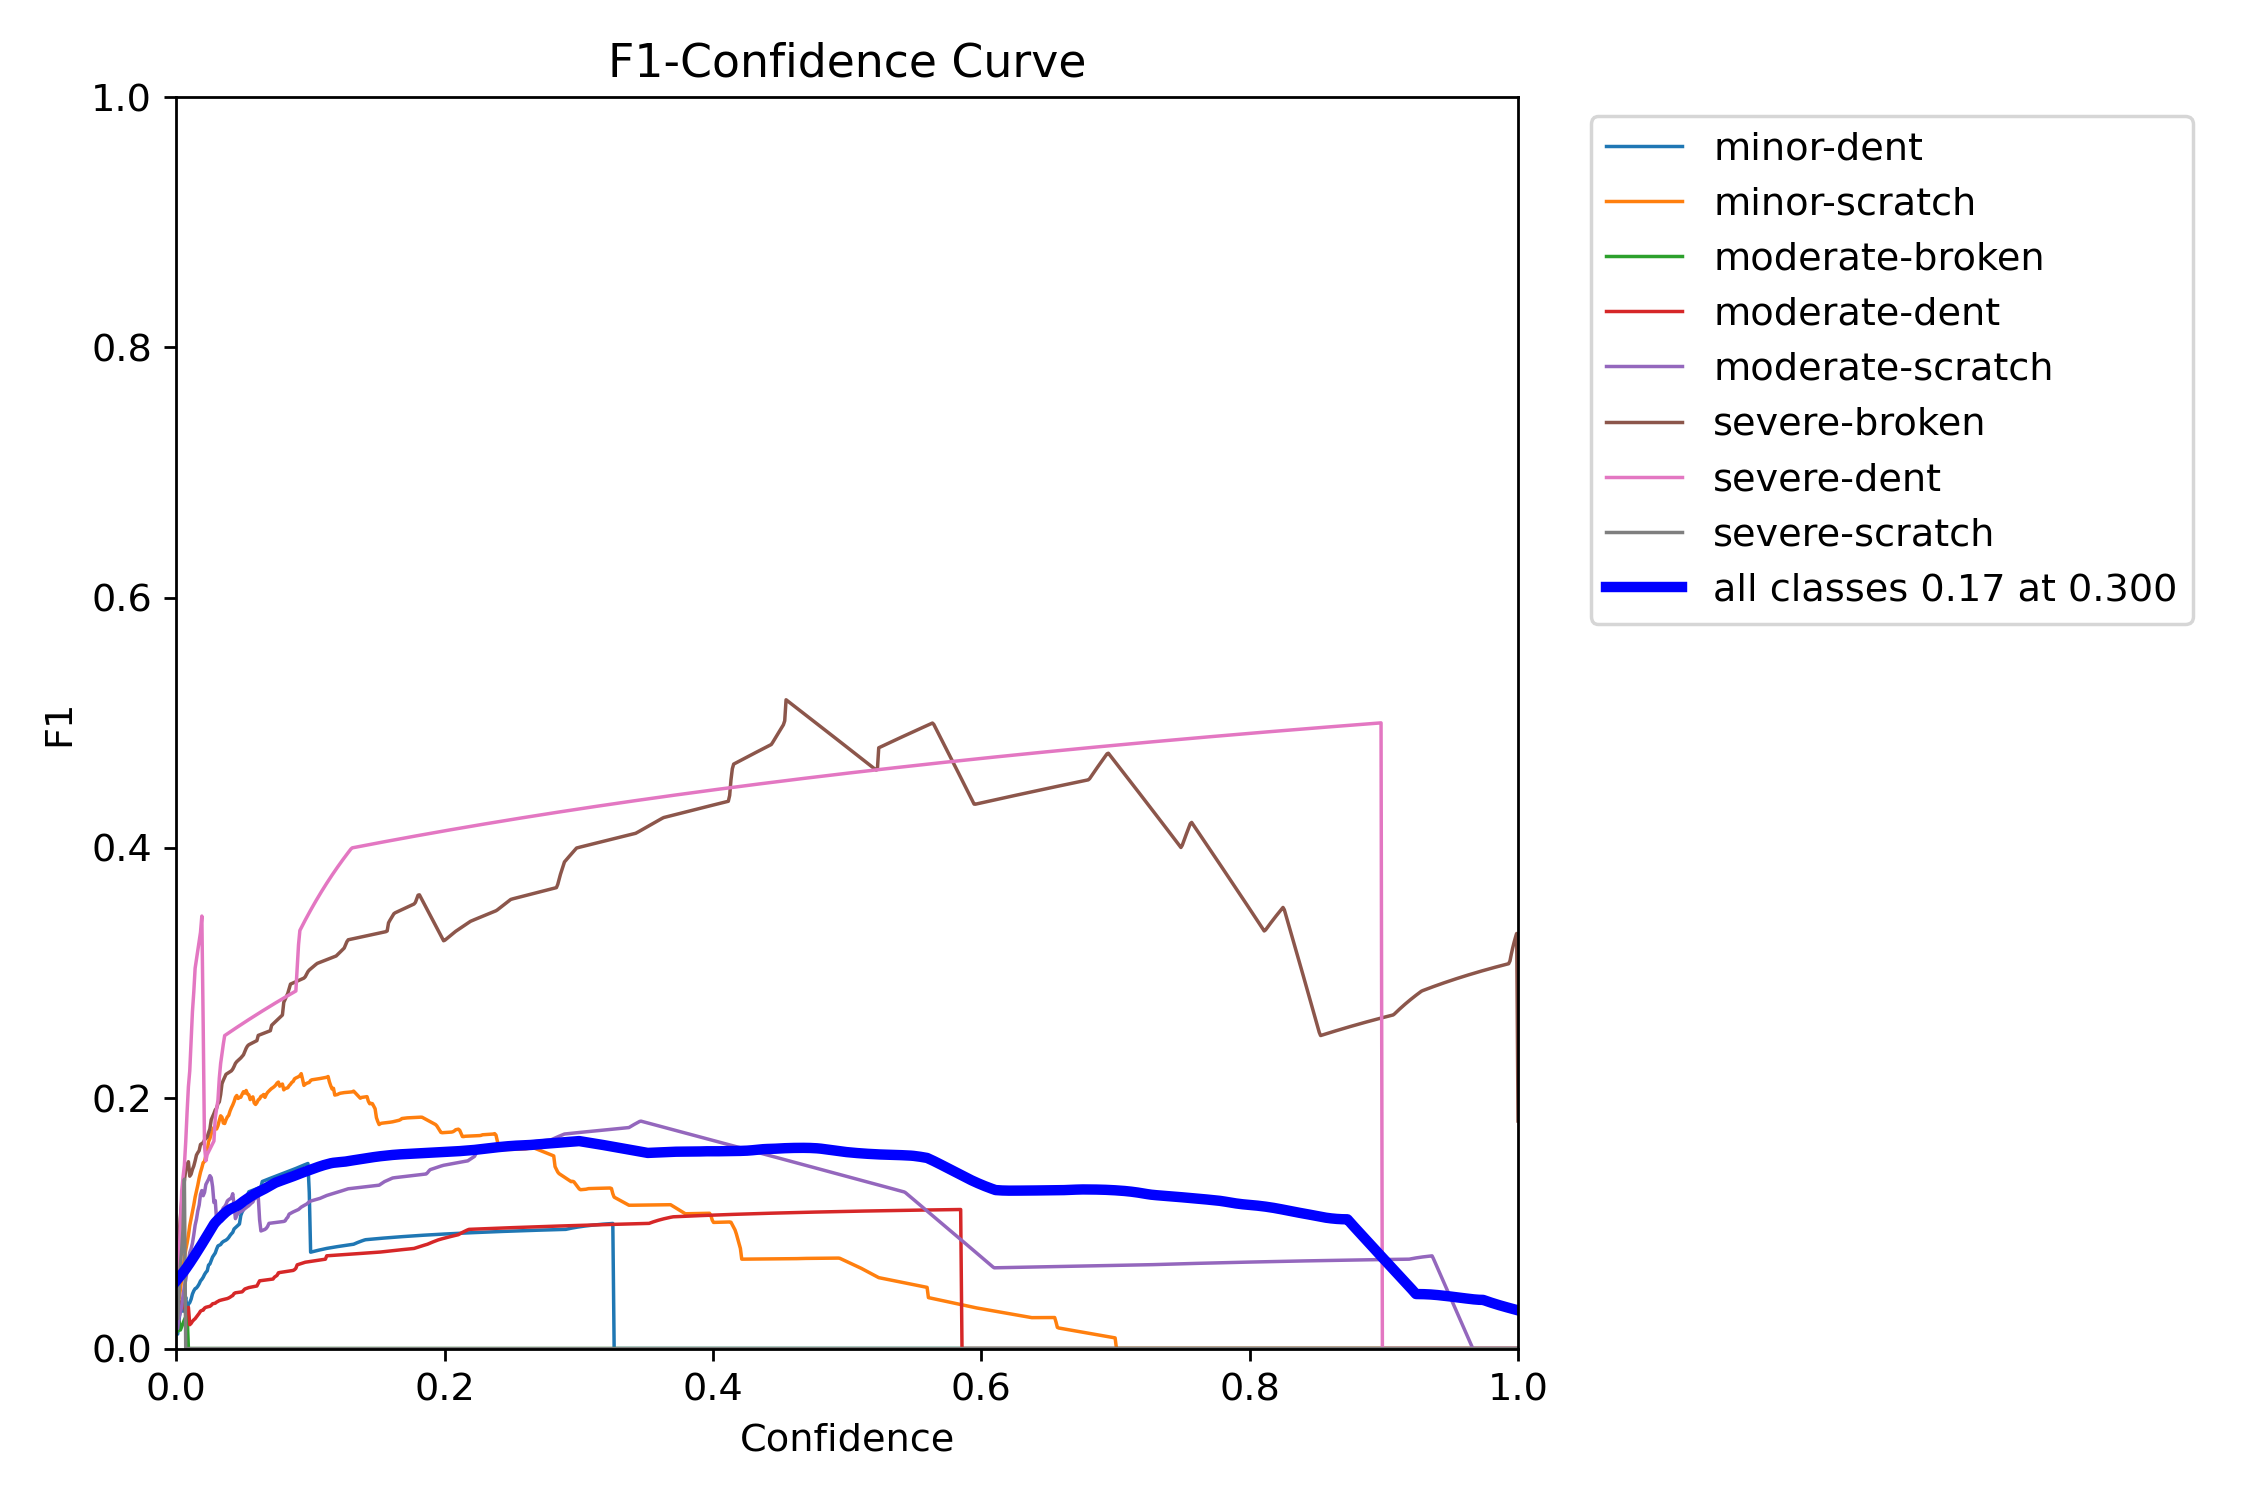 F1-Confidence Curve
1.0
0.8
0.6
0.4
0.2
0.0
F1
0.0 0.2 0.4 0.6 0.8 1.0
Confidence
minor-dent
minor-scratch
moderate-broken
moderate-dent
moderate-scratch
severe-broken
severe-dent
severe-scratch
all classes 0.17 at 0.300